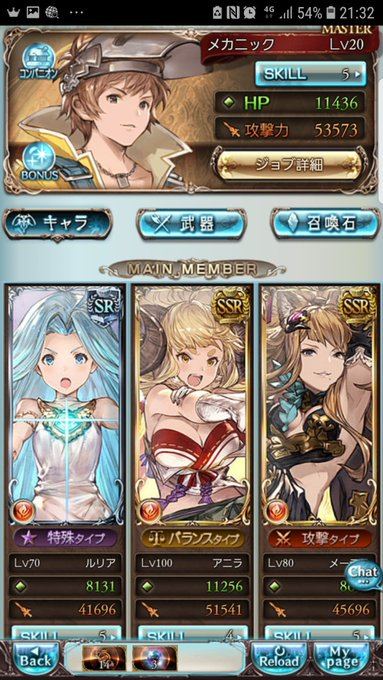 4G 54% 21:32
MASTER
メカニック Lv20
コンパニオン
SKILL 5
HP 11436
攻撃力 53573
BONUS
ジョブ詳細
キャラ 武器 召喚石
MAIN MEMBER
SR SSR SSR
特殊タイプ バランスタイプ 攻撃タイプ
Lv70 ルリア Lv100 アニラ Lv80
8131 11256
41696 51541 45696
SKILL 5 SKILL 4 SKILL 5
Chat
Back 14 3 Reload My page